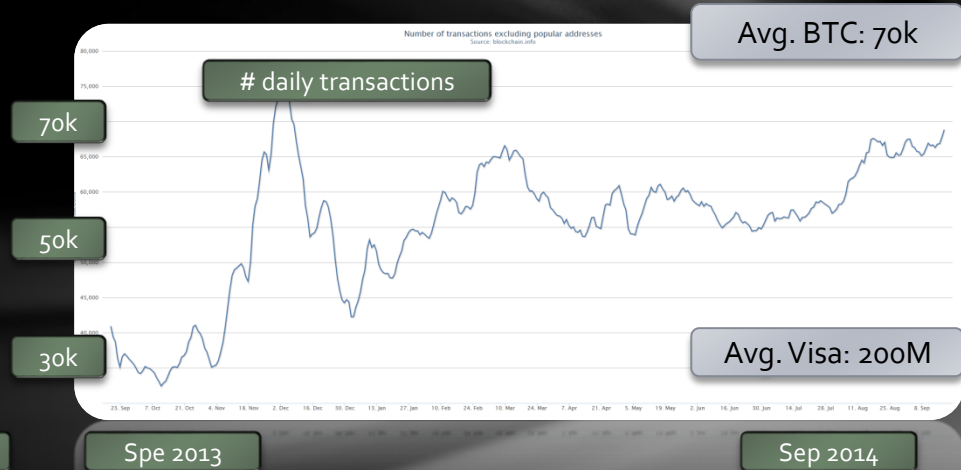 Number of transactions excluding popular addresses
Source: blockchain.info
Avg. BTC: 70k
# daily transactions
80,000
75,000
70k
65,000
60,000
50k
50,000
45,000
40,000
30k
Avg. Visa: 200M
23. Sep 7. Oct 21. Oct 4. Nov 18. Nov 2. Dec 16. Dec 30. Dec 13. Jan 27. Jan 10. Feb 24. Feb 10. Mar 24. Mar 7. Apr 21. Apr 5. May 19. May 2. Jun 16. Jun 30. Jun 14. Jul 28. Jul 11. Aug 25. Aug 8. Sep
Spe 2013
Sep 2014